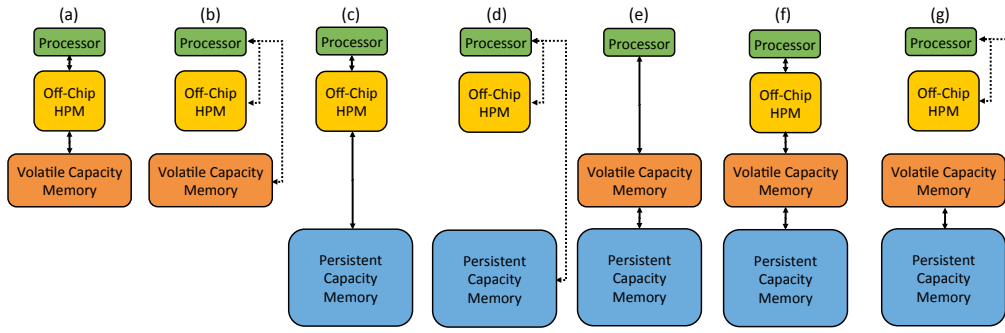 (a)
(b)
(c)
(d)
(e)
(f)
(g)
Processor
Processor
Processor
Processor
Processor
Processor
Processor
Off-Chip
HPM
Off-Chip
HPM
Off-Chip
HPM
Off-Chip
HPM
Off-Chip
HPM
Off-Chip
HPM
Volatile Capacity
Memory
Volatile Capacity
Memory
Volatile Capacity
Memory
Volatile Capacity
Memory
Volatile Capacity
Memory
Persistent
Capacity
Memory
Persistent
Capacity
Memory
Persistent
Capacity
Memory
Persistent
Capacity
Memory
Persistent
Capacity
Memory